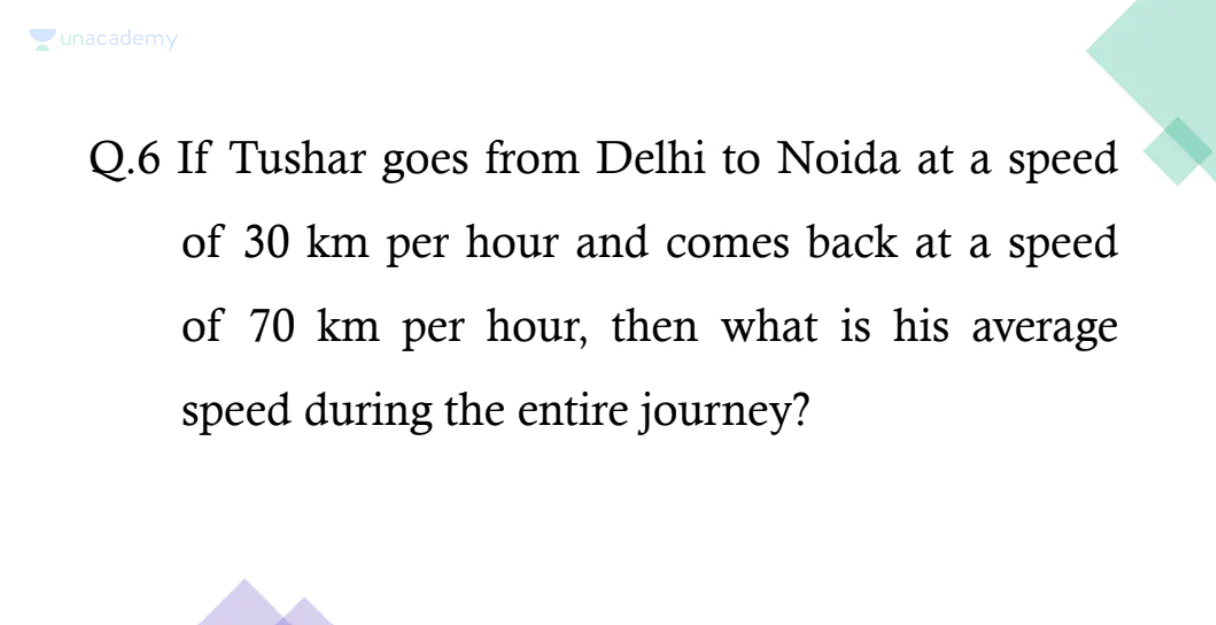 unacademy
Q.6 If Tushar goes from Delhi to Noida at a speed
of 30 km per hour and comes back at a speed
of 70 km per hour, then what is his average
speed during the entire journey?